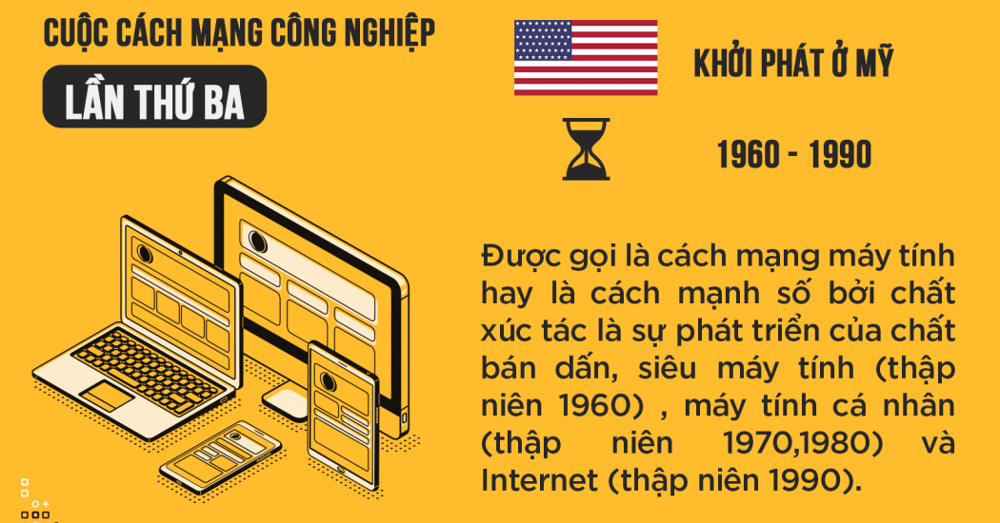 CUỘC CÁCH MẠNG CÔNG NGHIỆP
LẦN THỨ BA
KHỞI PHÁT Ở MỸ
1960 - 1990
Được gọi là cách mạng máy tính
hay là cách mạnh số bởi chất
xúc tác là sự phát triển của chất
bán dấn, siêu máy tính (thập
niên 1960) , máy tính cá nhân
(thập niên 1970,1980) và
Internet (thập niên 1990).